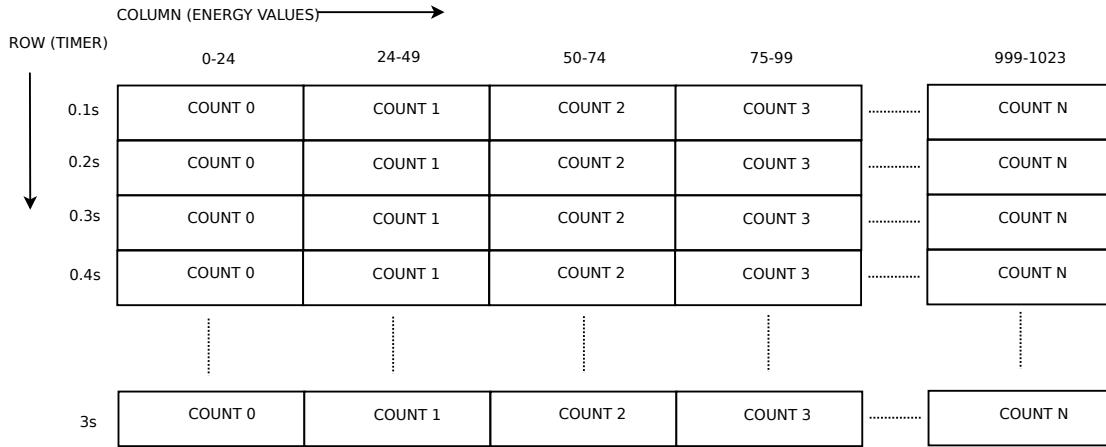 COLUMN (ENERGY VALUES)
ROW (TIMER)
0-24 24-49 50-74 75-99 999-1023
0.1s COUNT 0 COUNT 1 COUNT 2 COUNT 3 COUNT N
0.2s COUNT 0 COUNT 1 COUNT 2 COUNT 3 COUNT N
0.3s COUNT 0 COUNT 1 COUNT 2 COUNT 3 COUNT N
0.4s COUNT 0 COUNT 1 COUNT 2 COUNT 3 COUNT N
3s COUNT 0 COUNT 1 COUNT 2 COUNT 3 COUNT N